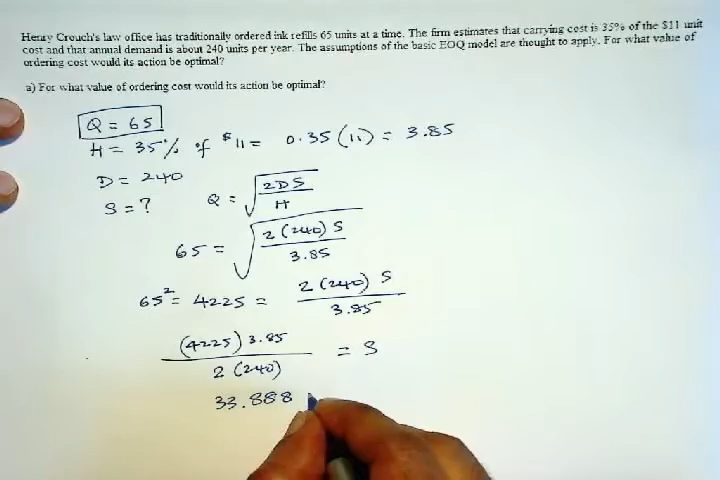 Henry Crouch's law office has traditionally ordered ink refills 65 units at a time. The firm estimates that carrying cost is 35% of the $11 unit
cost and that annual demand is about 240 units per year. The assumptions of the basic EOQ model are thought to apply. For what value of
ordering cost would its action be optimal?
a) For what value of ordering cost would its action be optimal?
Q = 65
H = 35% of $11 = 0.35 (11) = 3.85
D = 240
S = ?
Q = √(2DS / H)
65 = √(2(240) S / 3.85)
65² = 4225 = 2(240) S / 3.85
(4225) 3.85 / 2(240) = S
33.888